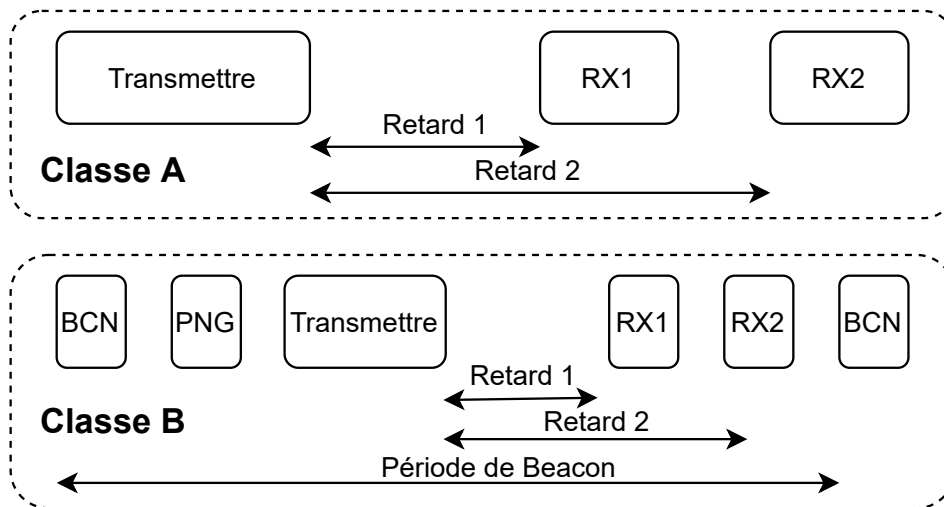 Transmettre
RX1
RX2
Retard 1
Classe A
Retard 2
BCN
PNG
Transmettre
RX1
RX2
BCN
Retard 1
Classe B
Retard 2
Période de Beacon